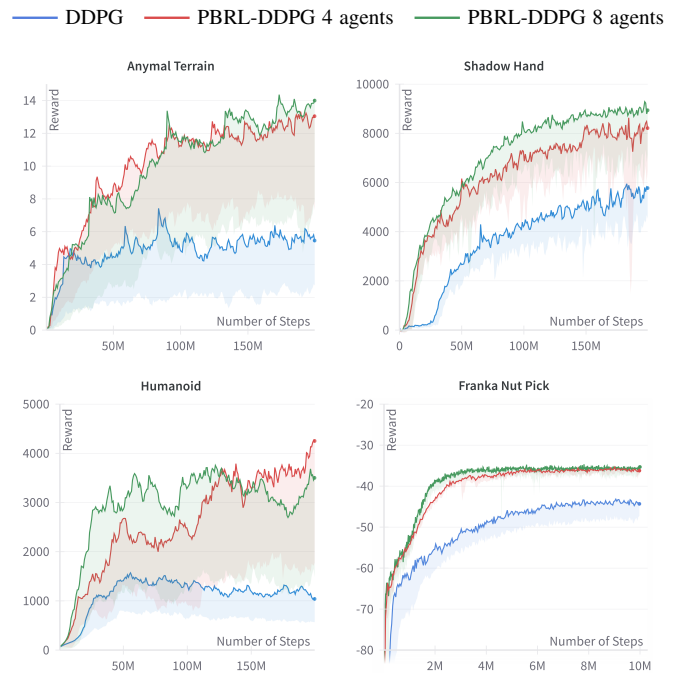 DDPG PBRL-DDPG 4 agents PBRL-DDPG 8 agents
Anymal Terrain
Reward
14
12
10
8
6
4
2
0
Number of Steps
50M 100M 150M
Shadow Hand
Reward
10000
8000
6000
4000
2000
0
Number of Steps
0 50M 100M 150M
Humanoid
Reward
5000
4000
3000
2000
1000
0
Number of Steps
50M 100M 150M
Franka Nut Pick
Reward
-20
-30
-40
-50
-60
-70
-80
Number of Steps
2M 4M 6M 8M 10M